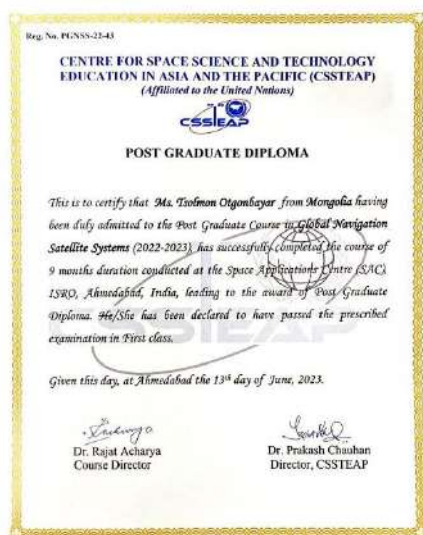 Reg. No. PGNSS-22-43
CENTRE FOR SPACE SCIENCE AND TECHNOLOGY
EDUCATION IN ASIA AND THE PACIFIC (CSSTEAP)
(Affiliated to the United Nations)
CSSTEAP
POST GRADUATE DIPLOMA
This is to certify that Ms. Tsolmon Otgonbayar from Mongolia having
been duly admitted to the Post Graduate Course in Global Navigation
Satellite Systems (2022-2023) has successfully completed the course of
9 months duration conducted at the Space Applications Centre (SAC),
ISRO, Ahmedabad, India, leading to the award of Post Graduate
Diploma. He/She has been declared to have passed the prescribed
examination in First class.
CSSTEAP
Given this day, at Ahmedabad the 13th day of June, 2023.
Dr. Rajat Acharya
Course Director
Dr. Prakash Chauhan
Director, CSSTEAP